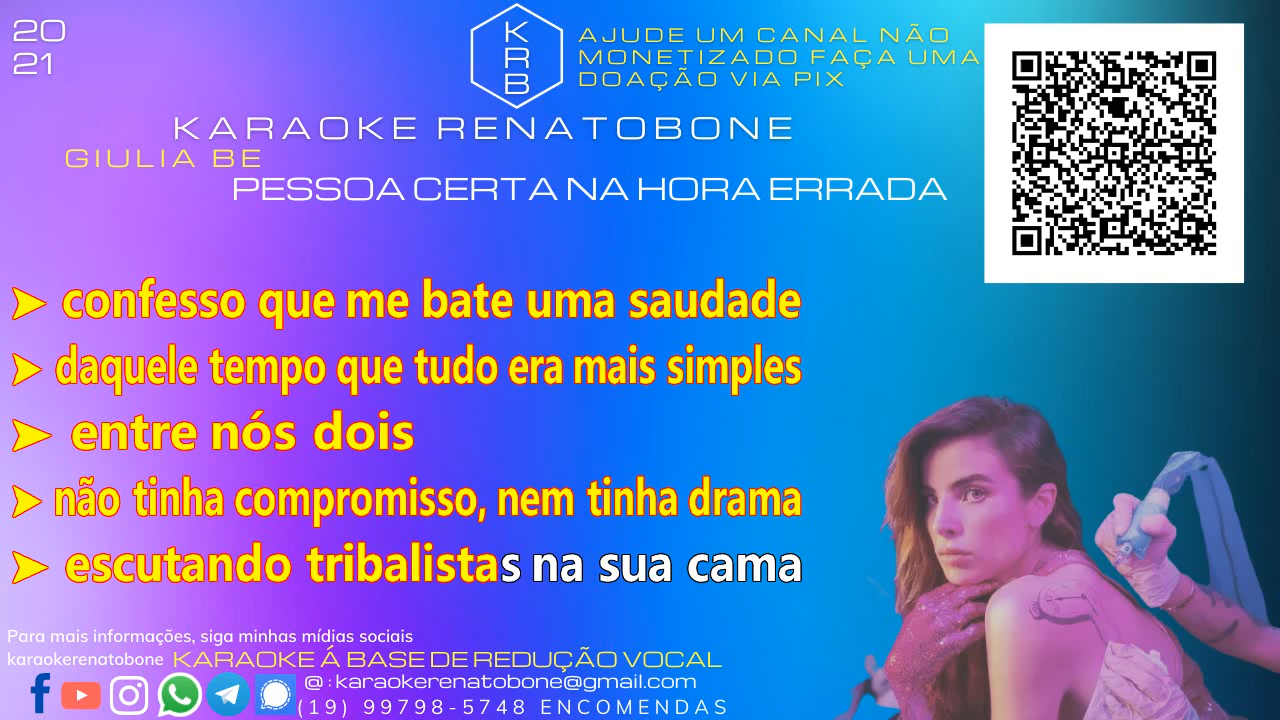 20
21
K
R
B
AJUDE UM CANAL NÃO
MONETIZADO FAÇA UMA
DOAÇÃO VIA PIX
KARAOKE RENATOBONE
GIULIA BE
PESSOA CERTA NA HORA ERRADA
➤ confesso que me bate uma saudade
➤ daquele tempo que tudo era mais simples
➤ entre nós dois
➤ não tinha compromisso, nem tinha drama
➤ escutando tribalistas na sua cama
Para mais informações, siga minhas mídias sociais
karaokerenatobone KARAOKE Á BASE DE REDUÇÃO VOCAL
@ : karaokerenatobone@gmail.com
(19) 99798-5748 ENCOMENDAS